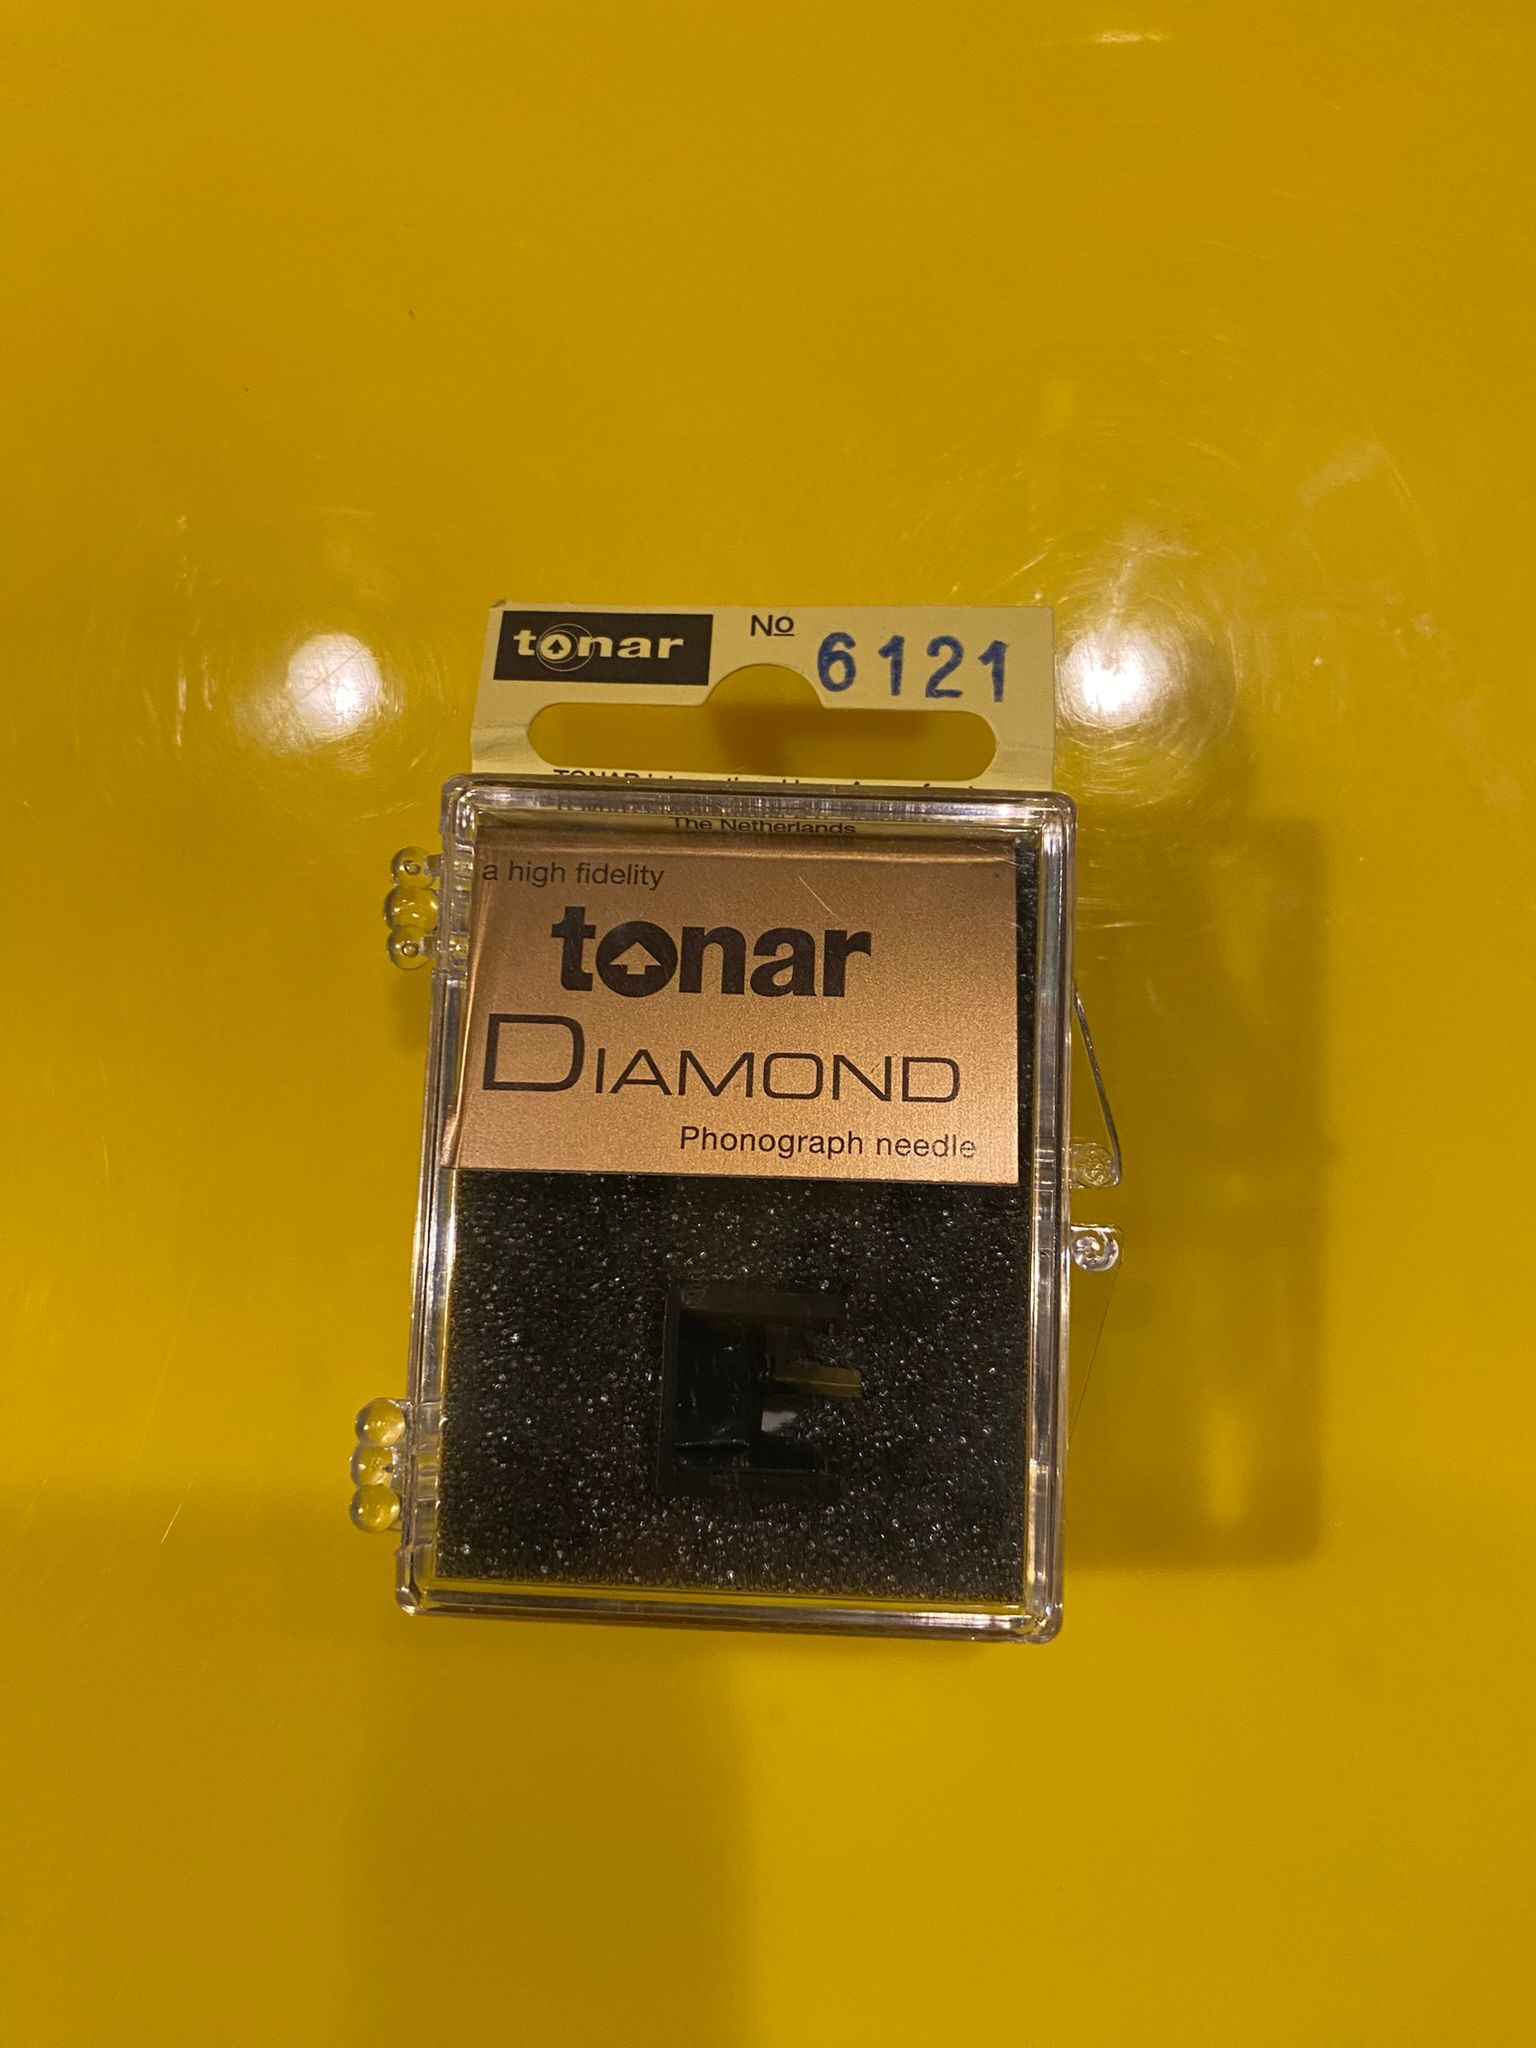 tonar
No 6121
The Netherlands
a high fidelity
tonar
DIAMOND
Phonograph needle